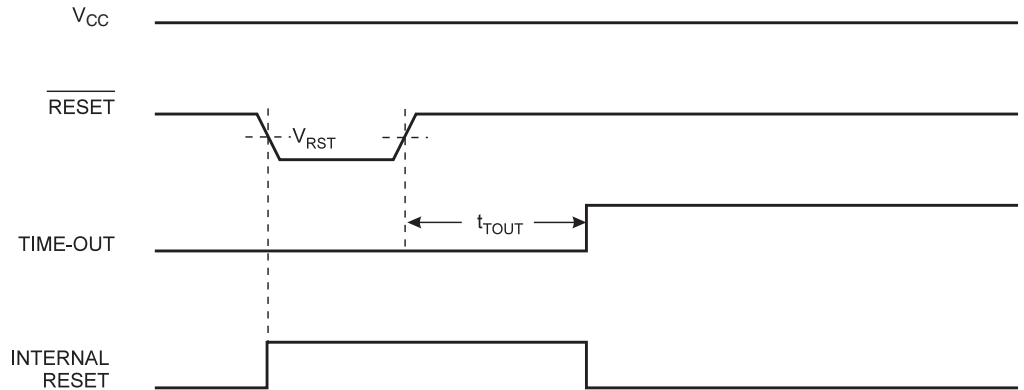 VCC
RESET
VRST
tTOUT
TIME-OUT
INTERNAL
RESET